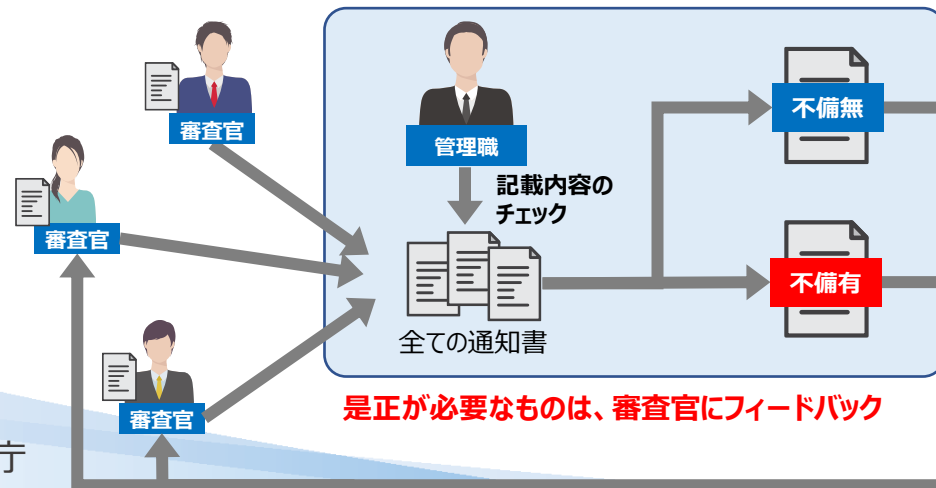 審査官
管理職
不備無
記載内容の
チェック
審査官
不備有
全ての通知書
是正が必要なものは、審査官にフィードバック
審査官
庁